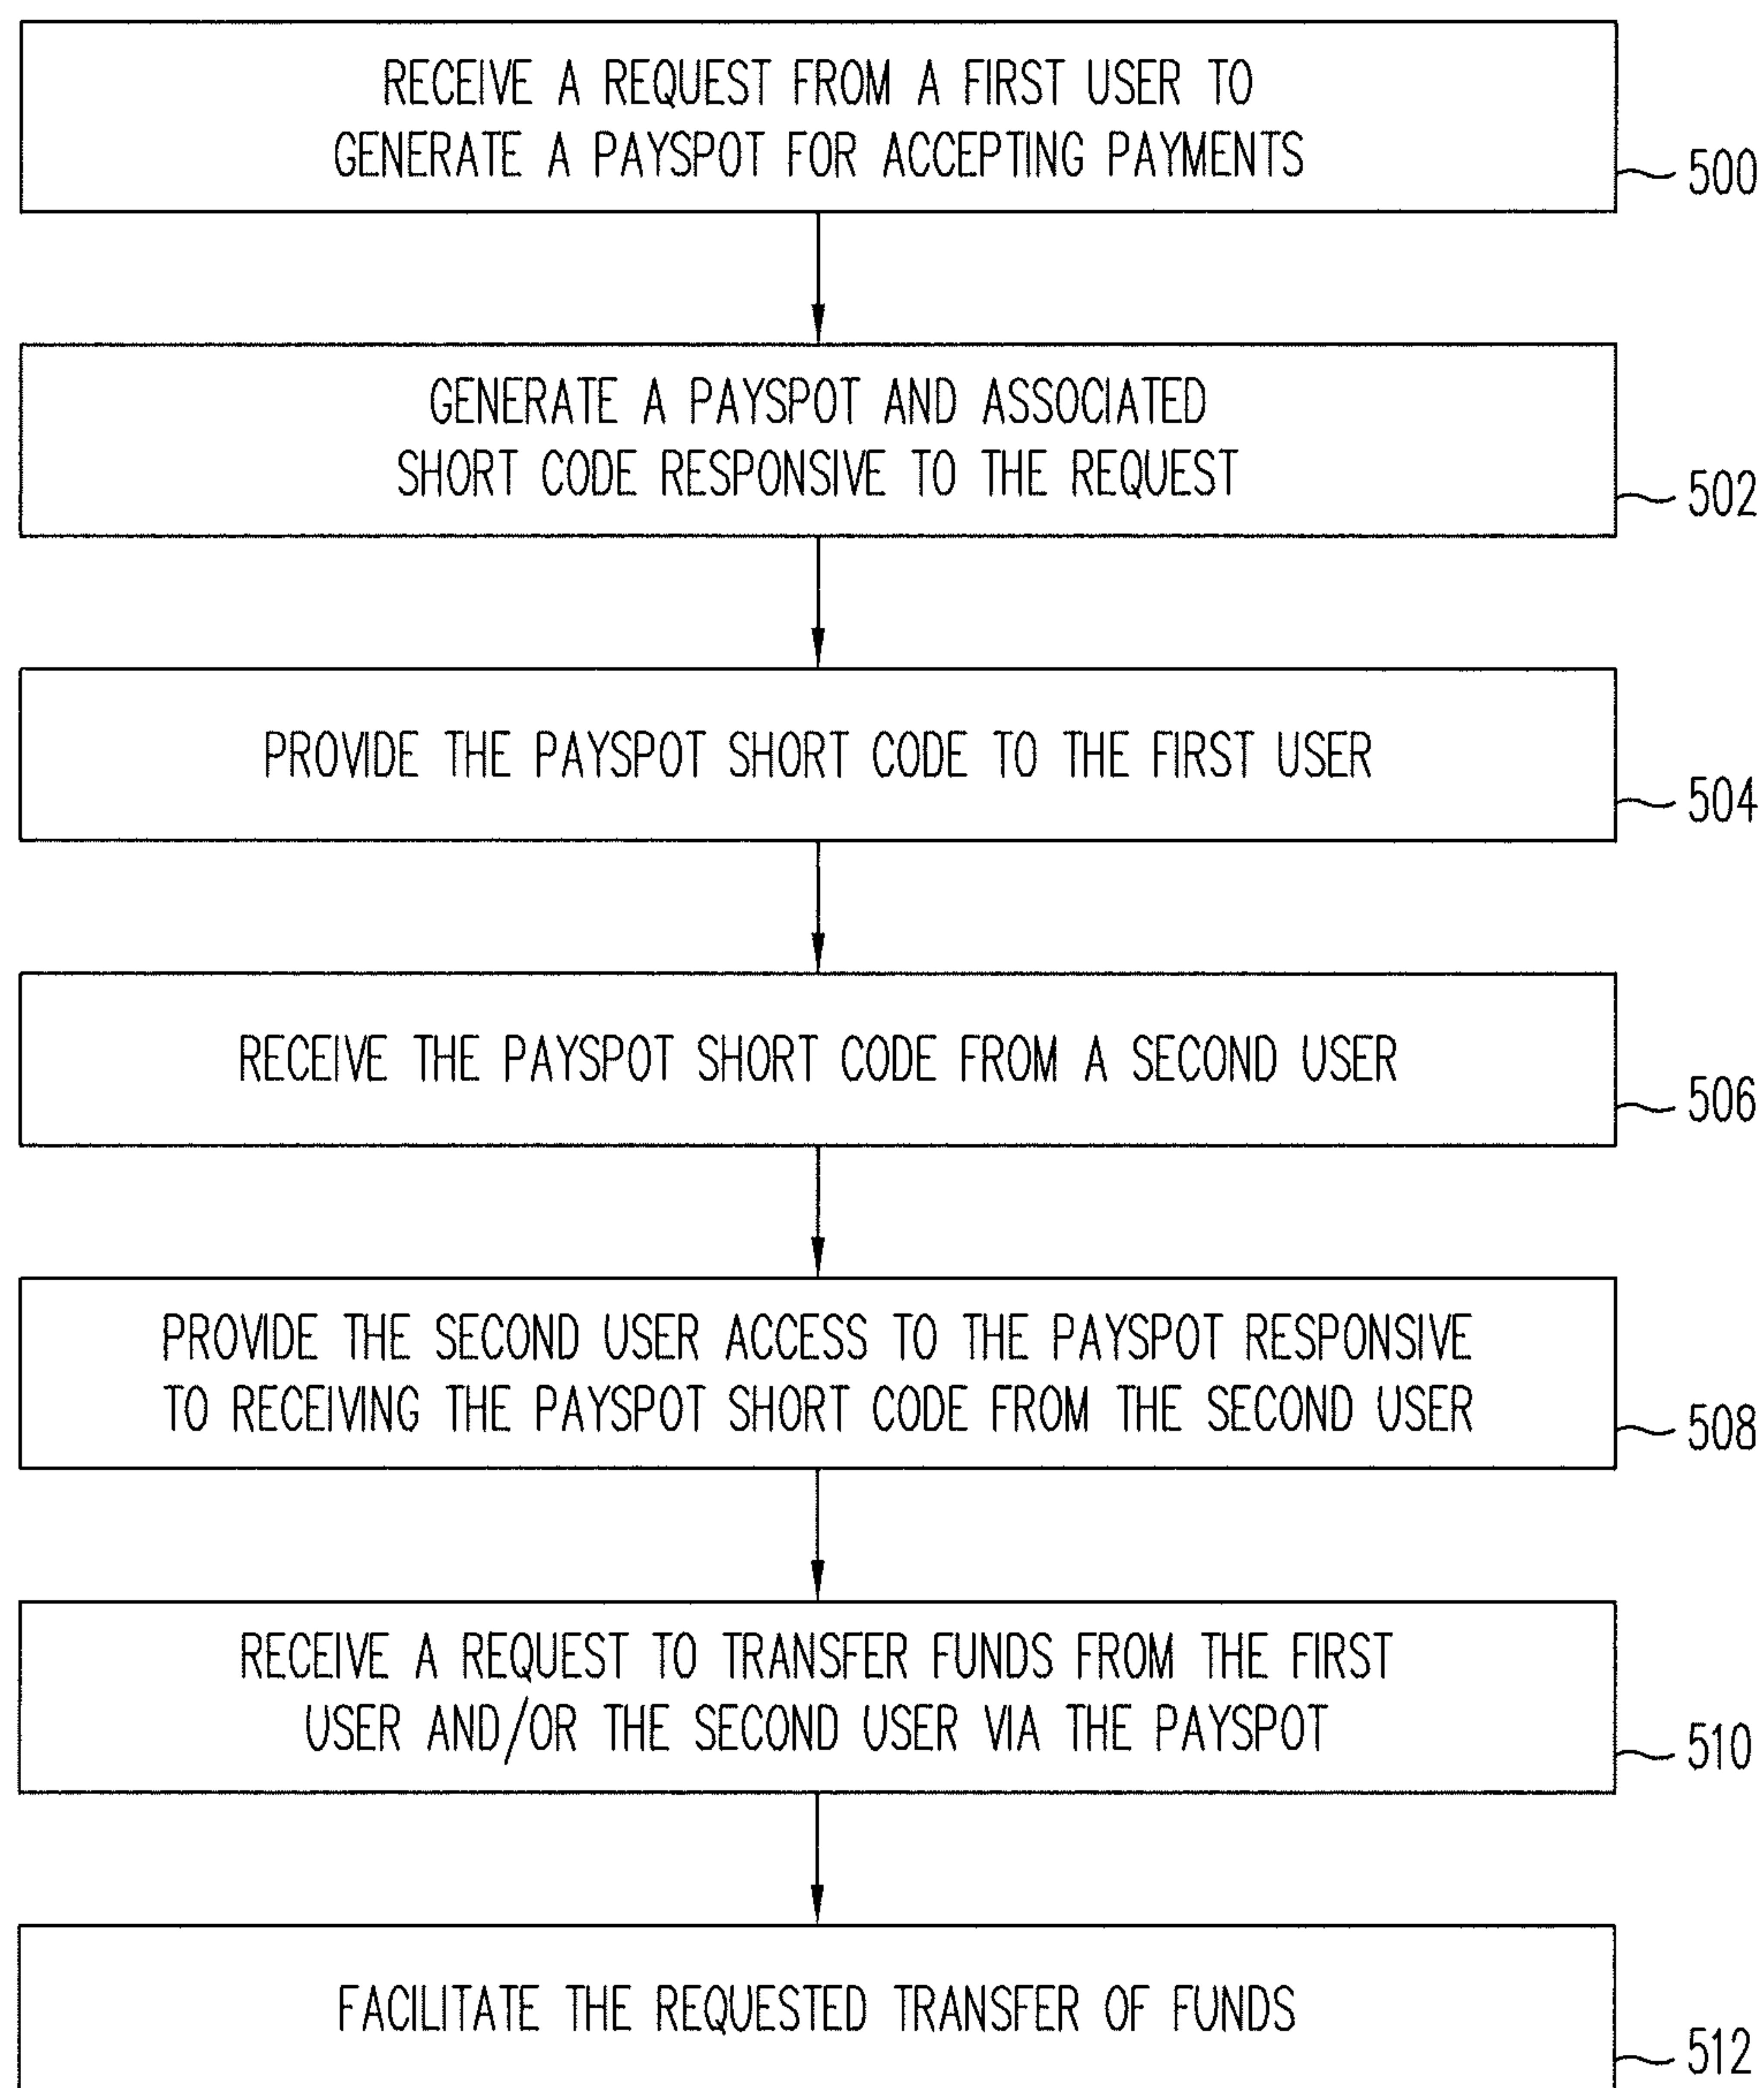 RECEIVE A REQUEST FROM A FIRST USER TO
GENERATE A PAYSPOT FOR ACCEPTING PAYMENTS
500
GENERATE A PAYSPOT AND ASSOCIATED
SHORT CODE RESPONSIVE TO THE REQUEST
502
PROVIDE THE PAYSPOT SHORT CODE TO THE FIRST USER
504
RECEIVE THE PAYSPOT SHORT CODE FROM A SECOND USER
506
PROVIDE THE SECOND USER ACCESS TO THE PAYSPOT RESPONSIVE
TO RECEIVING THE PAYSPOT SHORT CODE FROM THE SECOND USER
508
RECEIVE A REQUEST TO TRANSFER FUNDS FROM THE FIRST
USER AND/OR THE SECOND USER VIA THE PAYSPOT
510
FACILITATE THE REQUESTED TRANSFER OF FUNDS
512